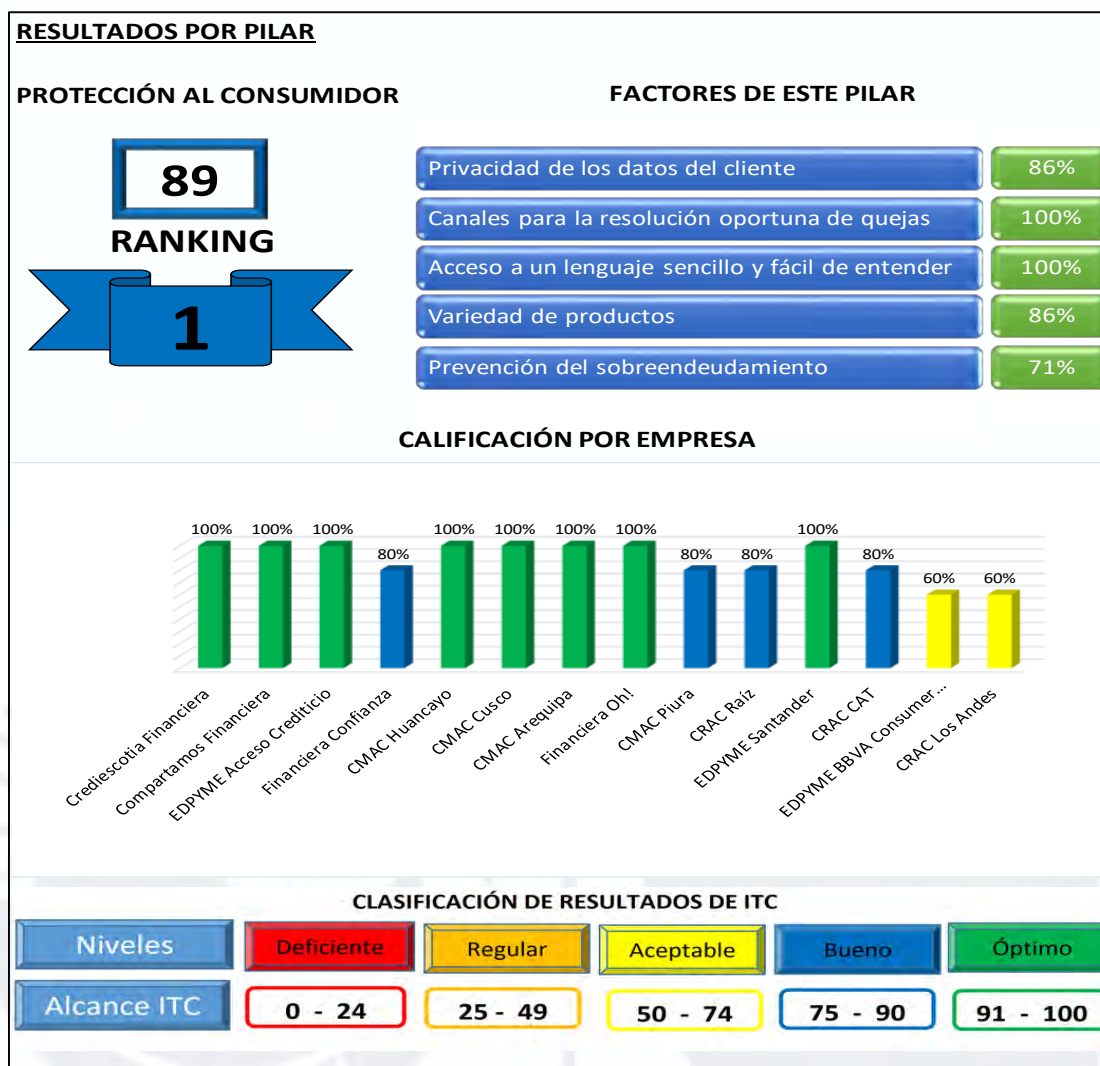 RESULTADOS POR PILAR
PROTECCIÓN AL CONSUMIDOR
89
RANKING
1
FACTORES DE ESTE PILAR
Privacidad de los datos del cliente 86%
Canales para la resolución oportuna de quejas 100%
Acceso a un lenguaje sencillo y fácil de entender 100%
Variedad de productos 86%
Prevención del sobreendeudamiento 71%
CALIFICACIÓN POR EMPRESA
100% 100% 100% 80% 100% 100% 100% 100% 80% 80% 100% 80% 60% 60%
Crediescotia Financiera
Compartamos Financiera
EDPYME Acceso Crediticio
Financiera Confianza
CMAC Huancayo
CMAC Cusco
CMAC Arequipa
Financiera Oh!
CMAC Piura
CRAC Raíz
EDPYME Santander
CRAC CAT
EDPYME BBVA Consumer...
CRAC Los Andes
CLASIFICACIÓN DE RESULTADOS DE ITC
Niveles Deficiente Regular Aceptable Bueno Óptimo
Alcance ITC 0 - 24 25 - 49 50 - 74 75 - 90 91 - 100